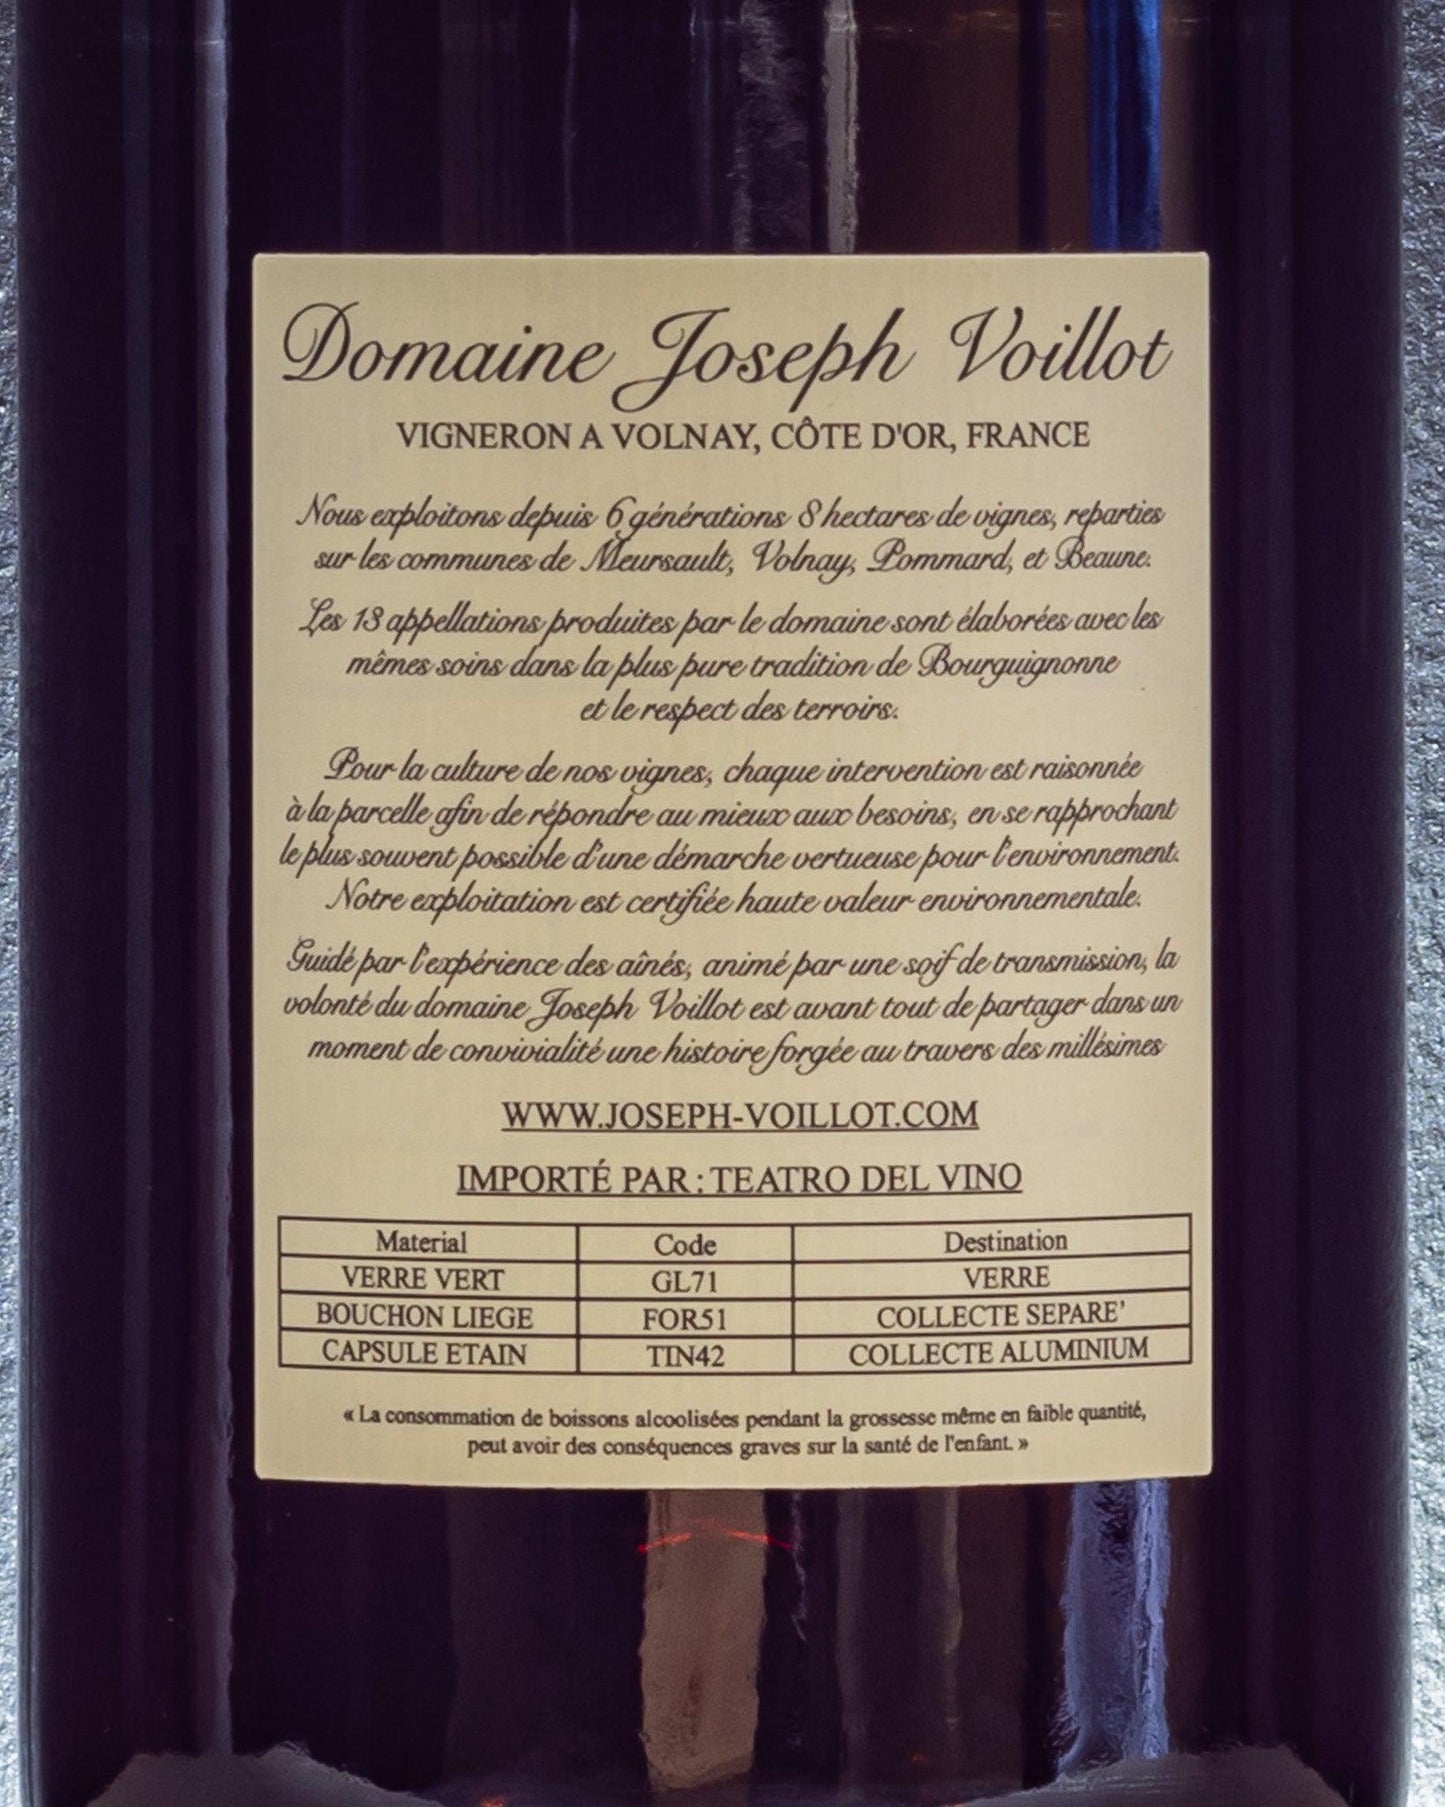 Domaine Joseph Voillot
VIGNERON A VOLNAY, CÔTE D'OR, FRANCE
Nous exploitons depuis 6 générations 8 hectares de vignes, reparties
sur les communes de Meursault, Volnay, Pommard, et Beaune.
Les 13 appellations produites par le domaine sont élaborées avec les
mêmes soins dans la plus pure tradition de Bourguignonne
et le respect des terroirs.
Pour la culture de nos vignes, chaque intervention est raisonnée
à la parcelle afin de répondre au mieux aux besoins, en se rapprochant
le plus souvent possible d'une démarche vertueuse pour l'environnement.
Notre exploitation est certifiée haute valeur environnementale.
Guidé par l'expérience des aînés, animé par une soif de transmission, la
volonté du domaine Joseph Voillot est avant tout de partager dans un
moment de convivialité une histoire forgée au travers des millésimes
WWW.JOSEPH-VOILLOT.COM
IMPORTÉ PAR : TEATRO DEL VINO
Material Code Destination
VERRE VERT GL71 VERRE
BOUCHON LIEGE FOR51 COLLECTE SEPARE'
CAPSULE ETAIN TIN42 COLLECTE ALUMINIUM
« La consommation de boissons alcoolisées pendant la grossesse même en faible quantité,
peut avoir des conséquences graves sur la santé de l'enfant. »